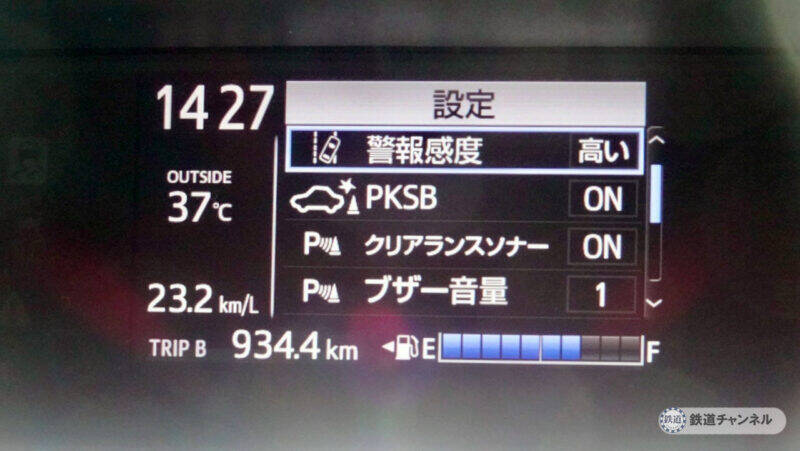 14 27
設定
警報感度 高い
OUTSIDE
37℃
PKSB ON
P クリアランスソナー ON
P ブザー音量 1
23.2 km/L
TRIP B 934.4 km E F
鉄道 鉄道チャンネル